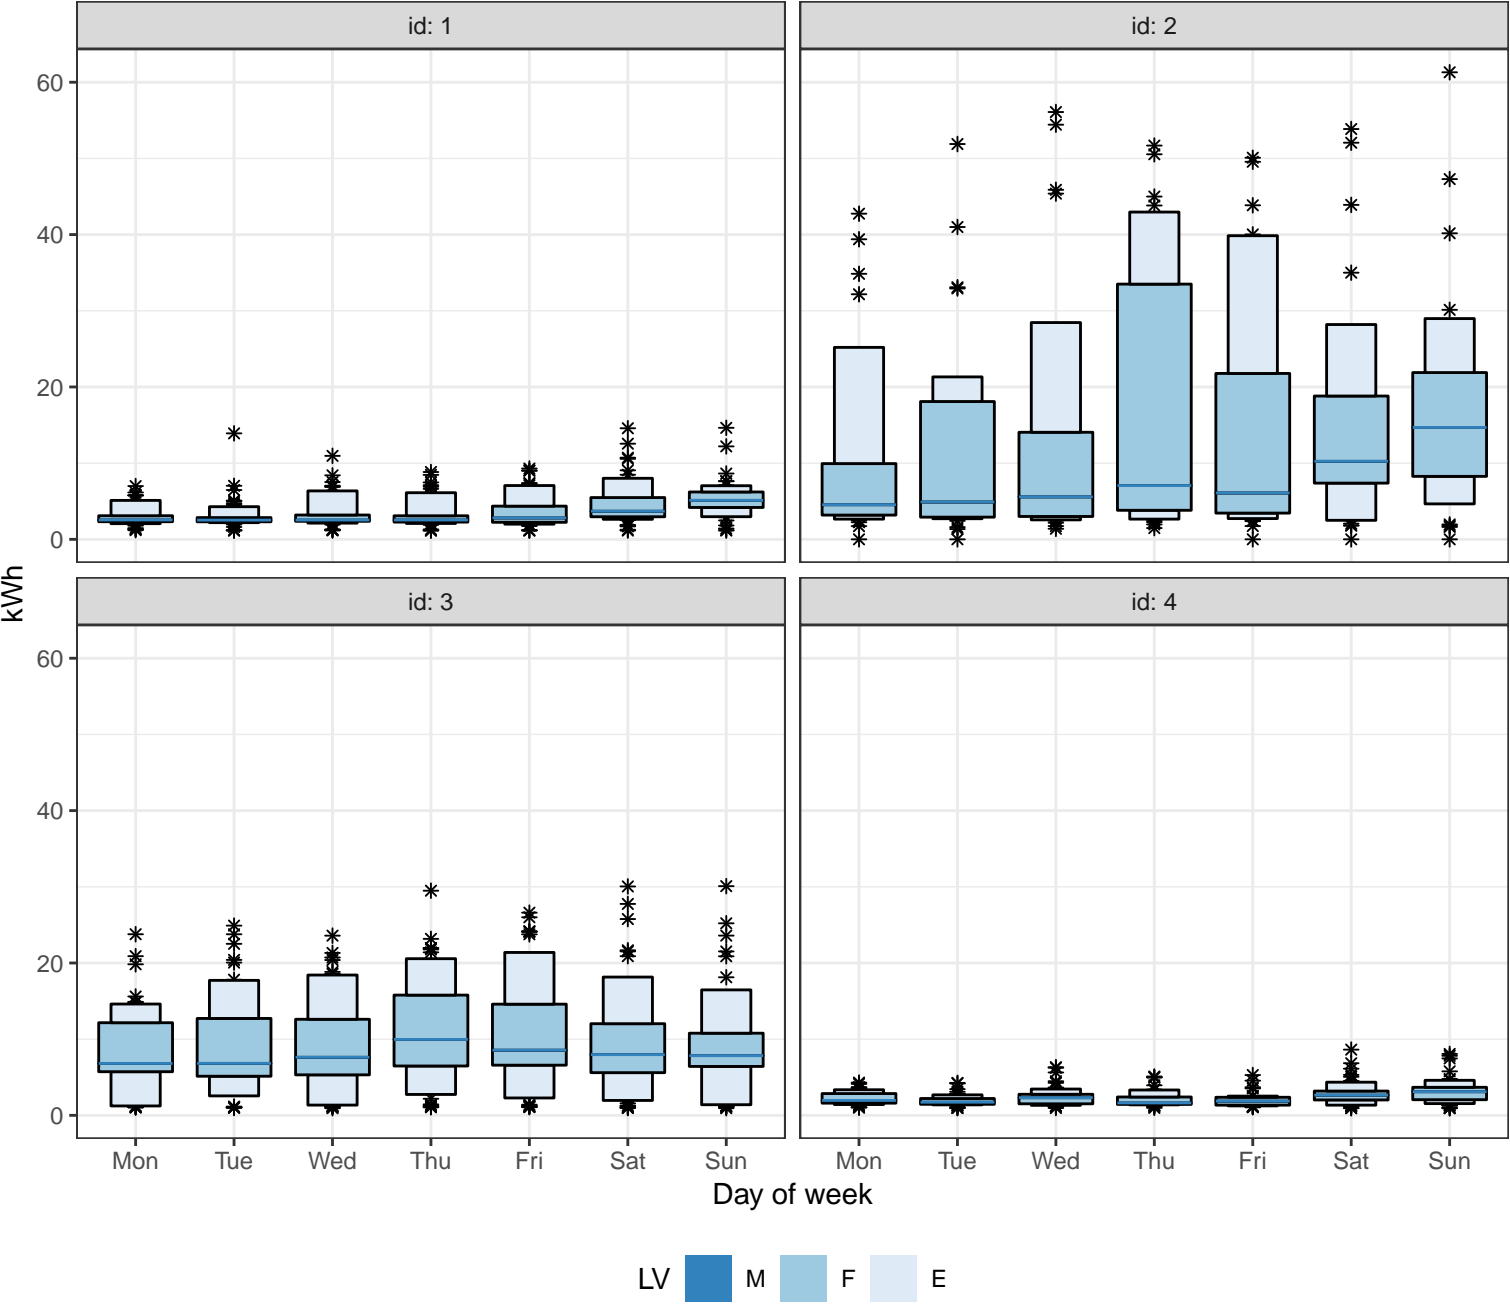 id: 1
id: 2
60
40
20
0
kWh
id: 3
id: 4
60
40
20
0
Mon Tue Wed Thu Fri Sat Sun Mon Tue Wed Thu Fri Sat Sun
Day of week
LV M F E